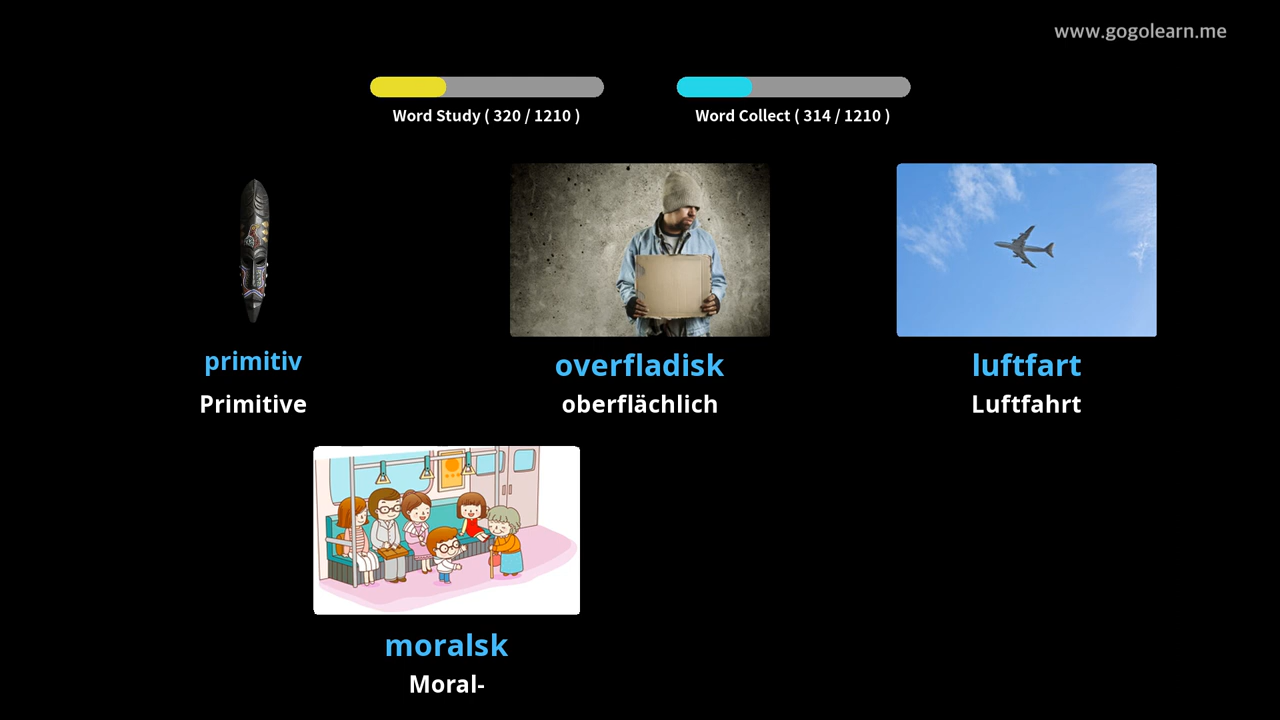 www.gogolearn.me
Word Study ( 320 / 1210 )
Word Collect ( 314 / 1210 )
primitiv
Primitive
overfladisk
oberflächlich
luftfart
Luftfahrt
moralsk
Moral-